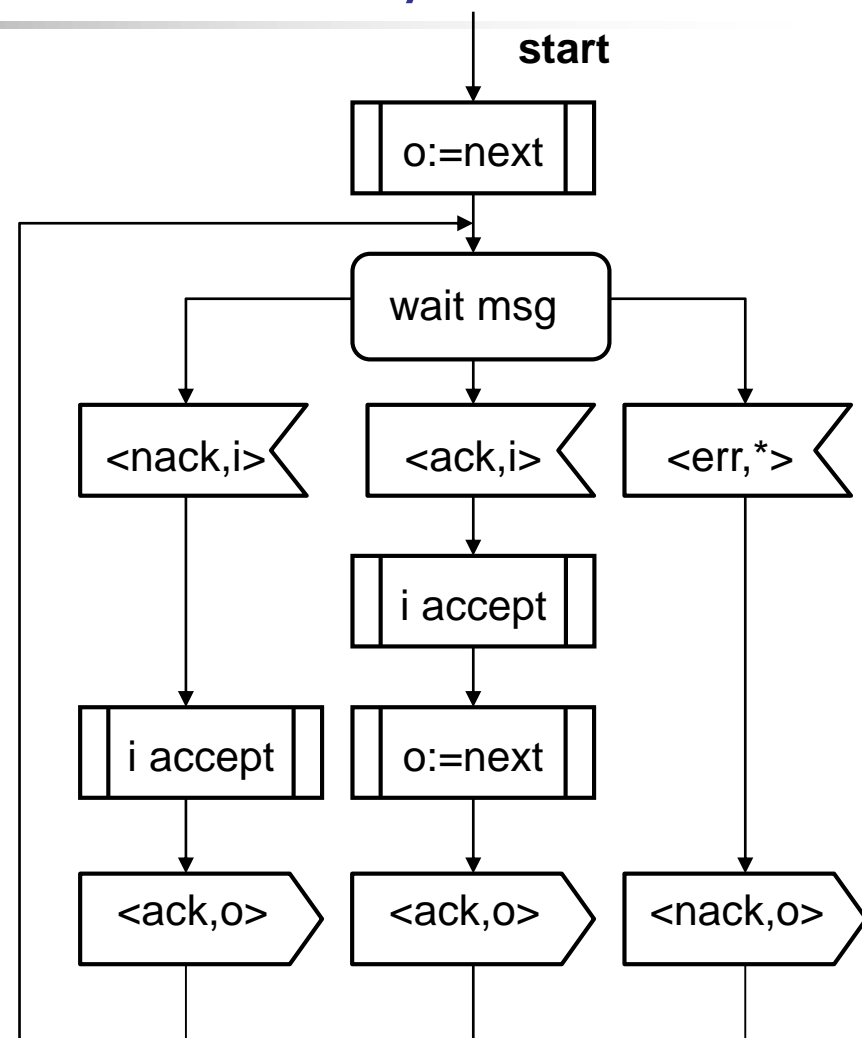 start
o:=next
wait msg
<nack,i>
<ack,i>
<err,*>
i accept
i accept
o:=next
<ack,o>
<ack,o>
<nack,o>